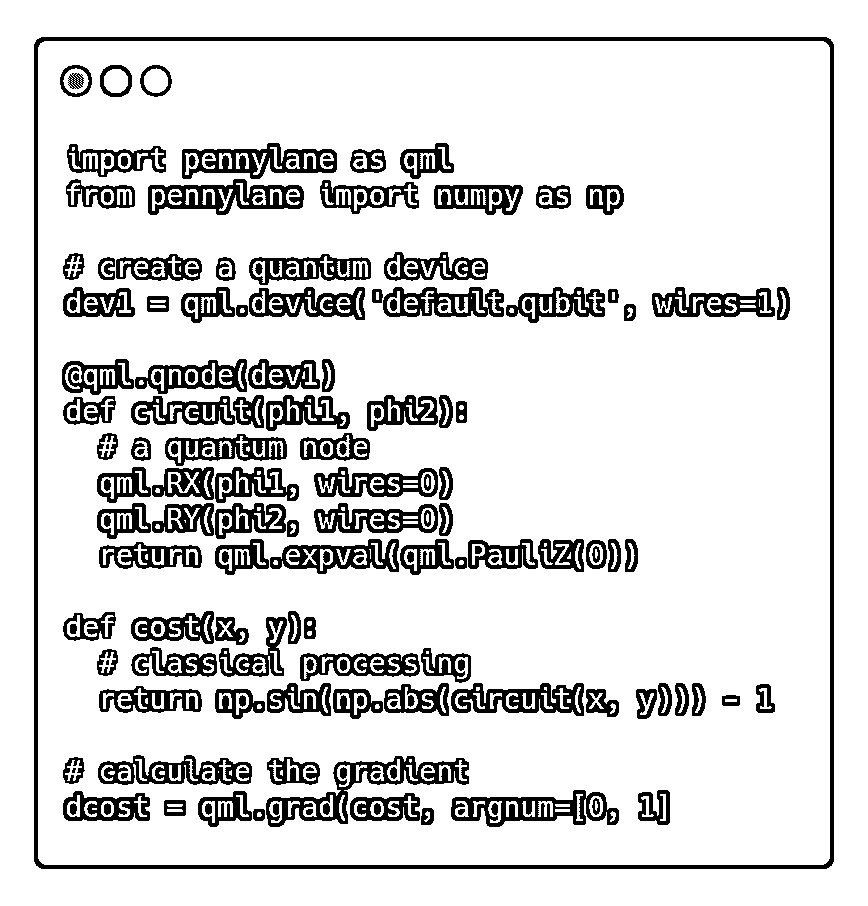 import pennylane as qml
from pennylane import numpy as np
# create a quantum device
dev1 = qml.device('default.qubit', wires=1)
@qml.qnode(dev1)
def circuit(phi1, phi2):
# a quantum node
qml.RX(phi1, wires=0)
qml.RY(phi2, wires=0)
return qml.expval(qml.PauliZ(0))
def cost(x, y):
# classical processing
return np.sin(np.abs(circuit(x, y))) - 1
# calculate the gradient
dcost = qml.grad(cost, argnum=[0, 1]